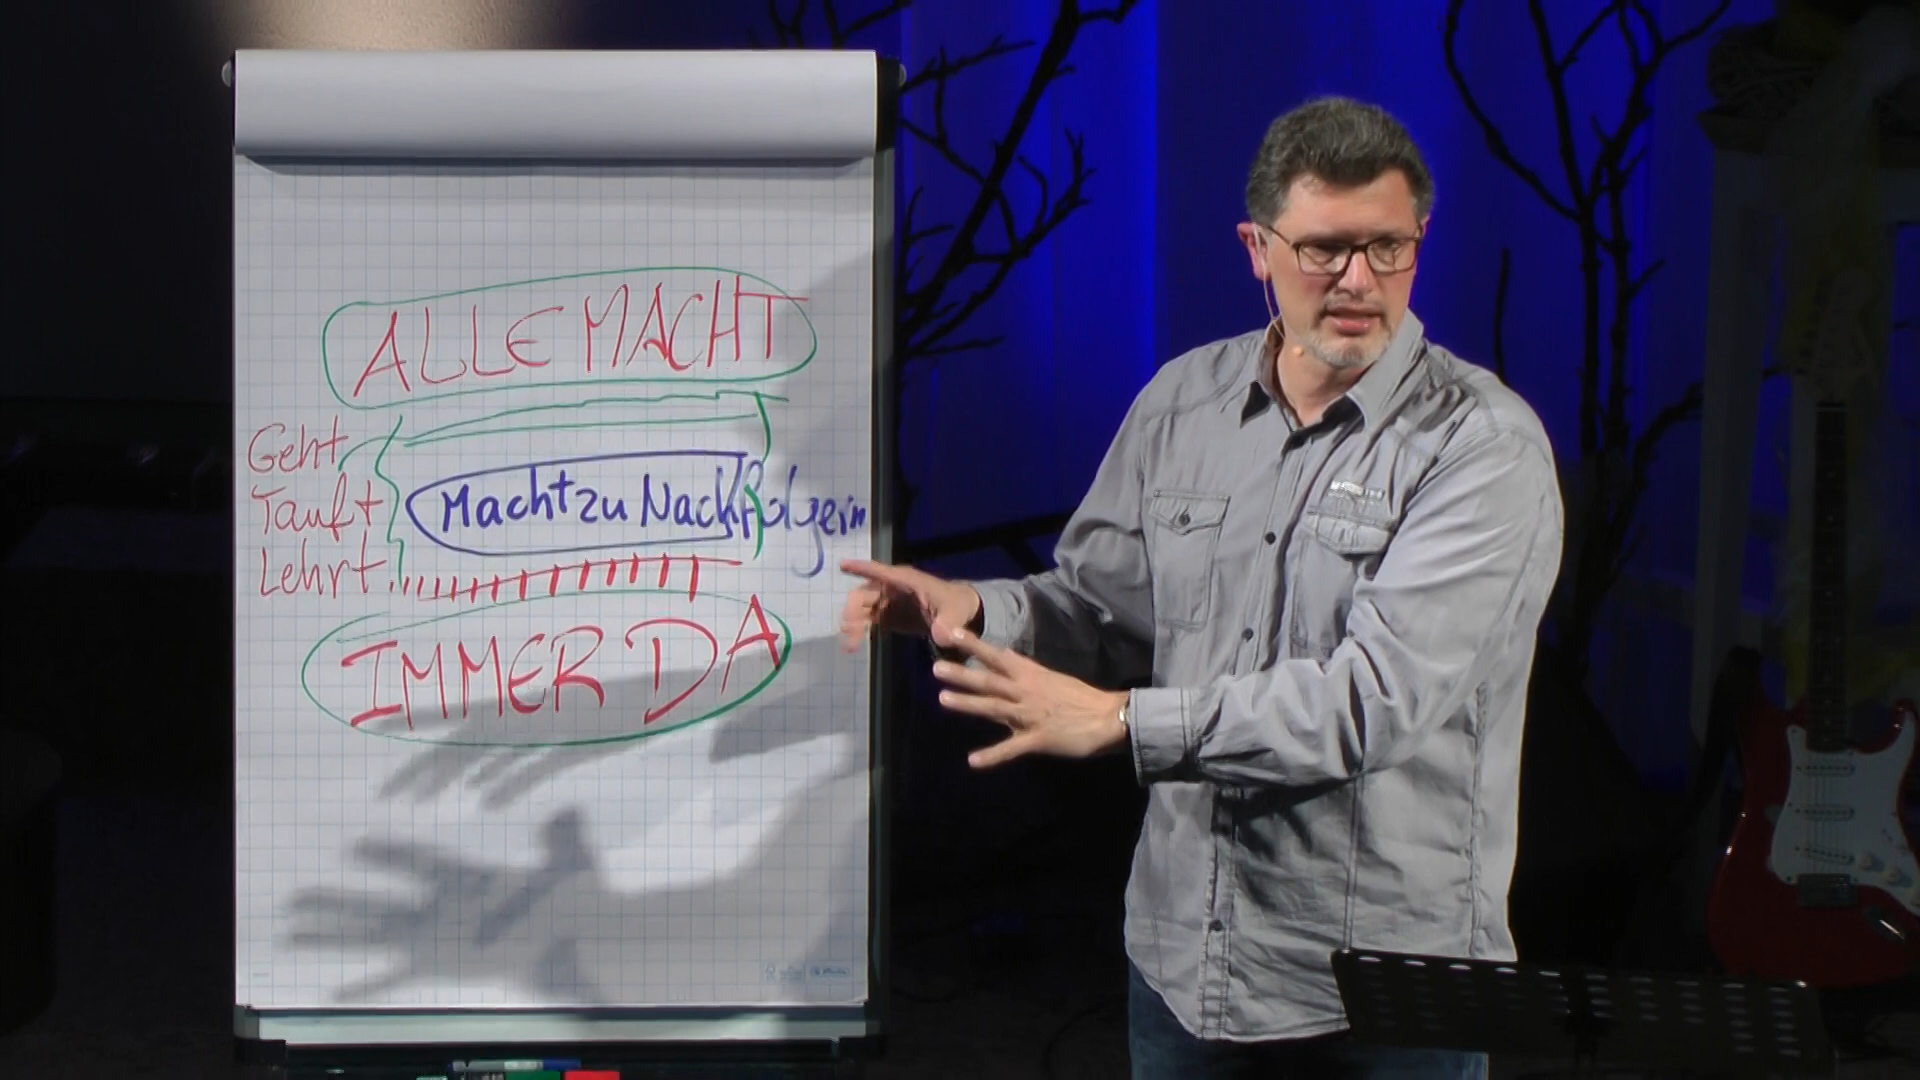 ALLE MACHT
Geht
Tauft
Macht zu Nachfolgern
Lehrt
IMMER DA